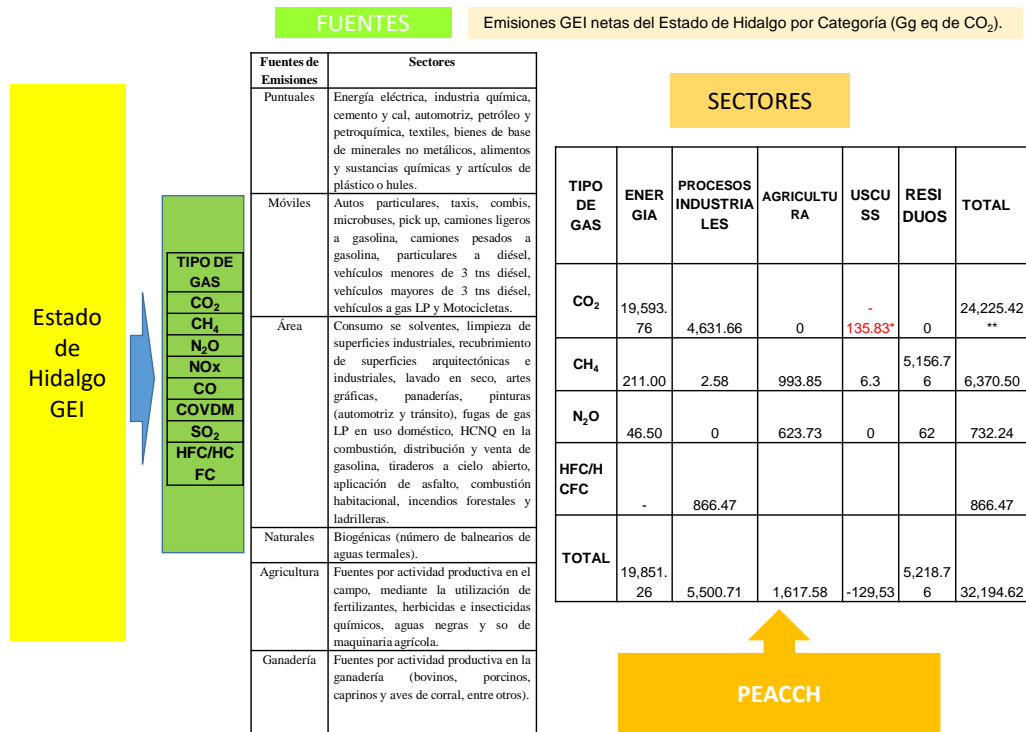 FUENTES
Emisiones GEI netas del Estado de Hidalgo por Categoría (Gg eq de CO₂).
Estado
de
Hidalgo
GEI
TIPO DE
GAS
CO₂
CH₄
N₂O
NOx
CO
COVDM
SO₂
HFC/HC
FC
Fuentes de
Emisiones
Sectores
Puntuales
Energía eléctrica, industria química,
cemento y cal, automotriz, petróleo y
petroquímica, textiles, bienes de base
de minerales no metálicos, alimentos
y sustancias químicas y artículos de
plástico o hules.
Móviles
Autos particulares, taxis, combis,
microbuses, pick up, camiones ligeros
a gasolina, camiones pesados a
gasolina, particulares a diésel,
vehículos menores de 3 tns diésel,
vehículos mayores de 3 tns diésel,
vehículos a gas LP y Motocicletas.
Área
Consumo se solventes, limpieza de
superficies industriales, recubrimiento
de superficies arquitectónicas e
industriales, lavado en seco, artes
gráficas, panaderías, pinturas
(automotriz y tránsito), fugas de gas
LP en uso doméstico, HCNQ en la
combustión, distribución y venta de
gasolina, tiraderos a cielo abierto,
aplicación de asfalto, combustión
habitacional, incendios forestales y
ladrilleras.
Naturales
Biogénicas (número de balnearios de
aguas termales).
Agricultura
Fuentes por actividad productiva en el
campo, mediante la utilización de
fertilizantes, herbicidas e insecticidas
químicos, aguas negras y so de
maquinaria agrícola.
Ganadería
Fuentes por actividad productiva en la
ganadería (bovinos, porcinos,
caprinos y aves de corral, entre otros).
SECTORES
TIPO
DE
GAS
ENER
GIA
PROCESOS
INDUSTRIA
LES
AGRICULTU
RA
USCU
SS
RESI
DUOS
TOTAL
CO₂
19,593.
76
4,631.66
0
-
135.83*
0
24,225.42
**
CH₄
211.00
2.58
993.85
6.3
5,156.7
6
6,370.50
N₂O
46.50
0
623.73
0
62
732.24
HFC/H
CFC
-
866.47
866.47
TOTAL
19,851.
26
5,500.71
1,617.58
-129,53
5,218.7
6
32,194.62
PEACCH